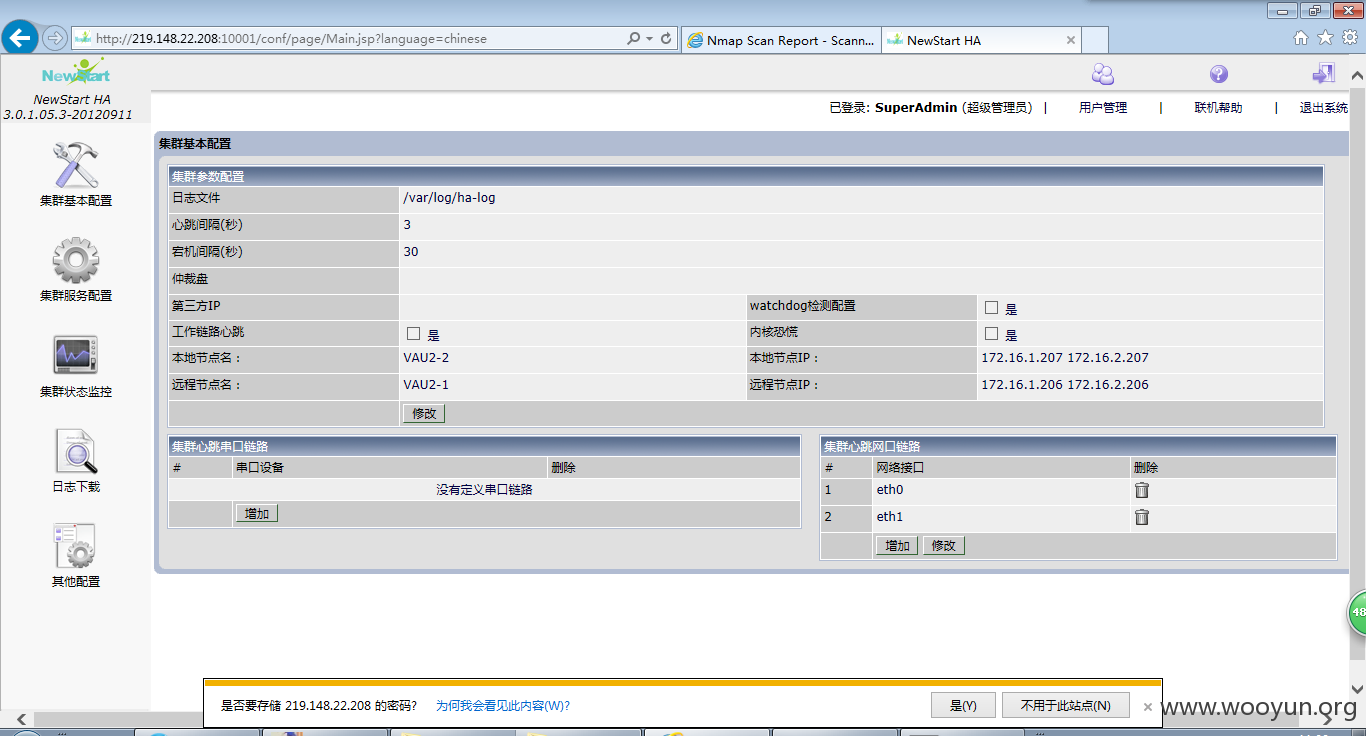 http://219.148.22.208:10001/conf/page/Main.jsp?language=chinese
Nmap Scan Report - Scann...
NewStart HA
NewStart
NewStart HA
3.0.1.05.3-20120911
已登录: SuperAdmin (超级管理员) | 用户管理 | 联机帮助 | 退出系统
集群基本配置
集群服务配置
集群状态监控
日志下载
其他配置
集群基本配置
集群参数配置
日志文件 /var/log/ha-log
心跳间隔(秒) 3
宕机间隔(秒) 30
仲裁盘
第三方IP watchdog检测配置 是
工作链路心跳 是 内核恐慌 是
本地节点名： VAU2-2 本地节点IP： 172.16.1.207 172.16.2.207
远程节点名： VAU2-1 远程节点IP： 172.16.1.206 172.16.2.206
修改
集群心跳串口链路
# 串口设备 删除
没有定义串口链路
增加
集群心跳网口链路
# 网络接口 删除
1 eth0
2 eth1
增加 修改
48
是否要存储 219.148.22.208 的密码? 为何我会看见此内容(W)? 是(Y) 不用于此站点(N)
www.wooyun.org